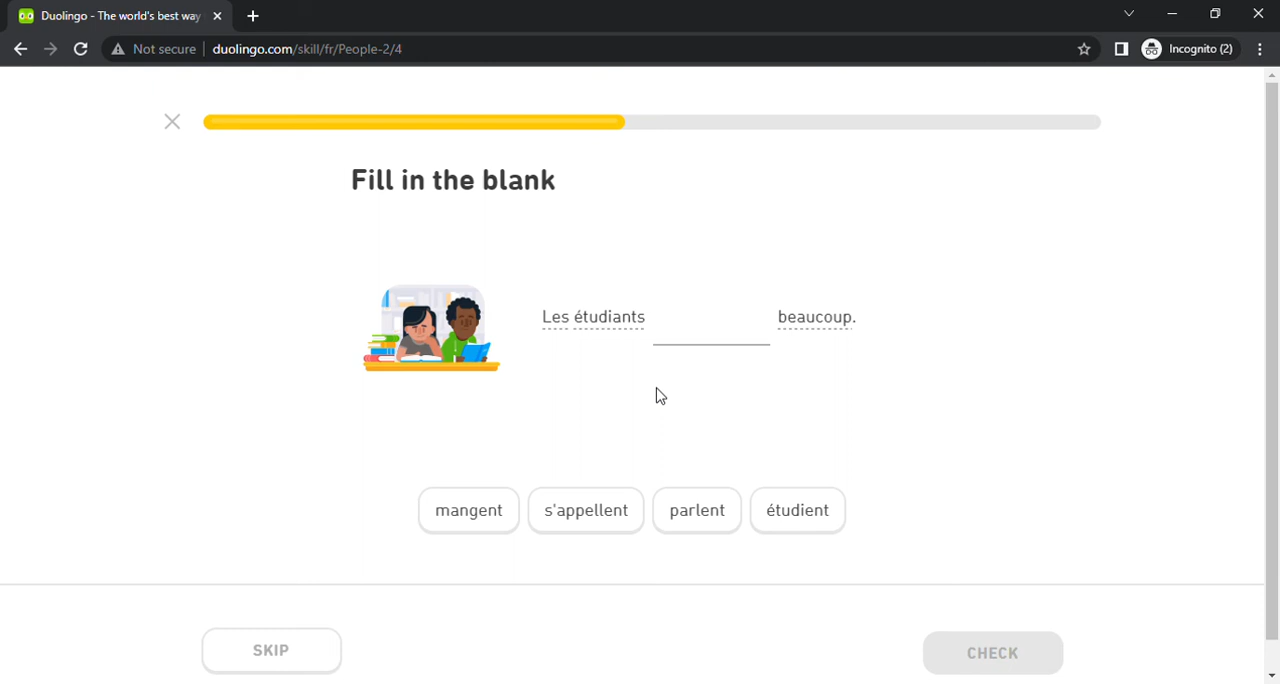 Duolingo - The world's best way
Not secure duolingo.com/skill/fr/People-2/4 Incognito (2)
Fill in the blank
Les étudiants beaucoup.
mangent s'appellent parlent étudient
SKIP CHECK